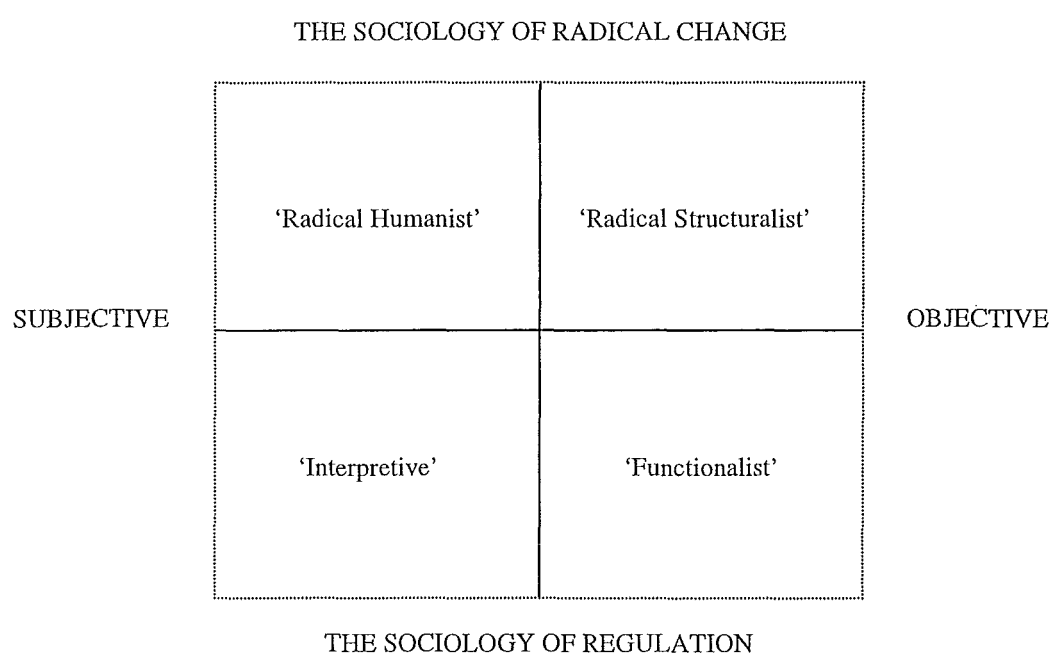 THE SOCIOLOGY OF RADICAL CHANGE
‘Radical Humanist’
‘Radical Structuralist’
SUBJECTIVE
OBJECTIVE
‘Interpretive’
‘Functionalist’
THE SOCIOLOGY OF REGULATION